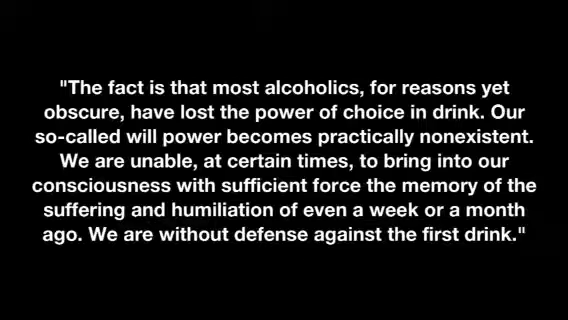 "The fact is that most alcoholics, for reasons yet
obscure, have lost the power of choice in drink. Our
so-called will power becomes practically nonexistent.
We are unable, at certain times, to bring into our
consciousness with sufficient force the memory of the
suffering and humiliation of even a week or a month
ago. We are without defense against the first drink."